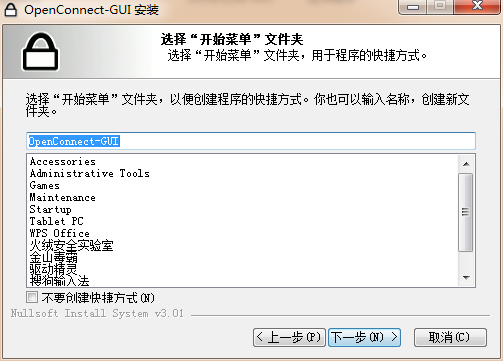 OpenConnect-GUI 安装
选择“开始菜单”文件夹
选择“开始菜单”文件夹，用于程序的快捷方式。
选择“开始菜单”文件夹，以便创建程序的快捷方式。你也可以输入名称，创建新文
件夹。
OpenConnect-GUI
Accessories
Administrative Tools
Games
Maintenance
Startup
Tablet PC
WPS Office
火绒安全实验室
金山毒霸
驱动精灵
搜狗输入法
不要创建快捷方式(N)
Nullsoft Install System v3.01
< 上一步(P) 下一步(N) > 取消(C)